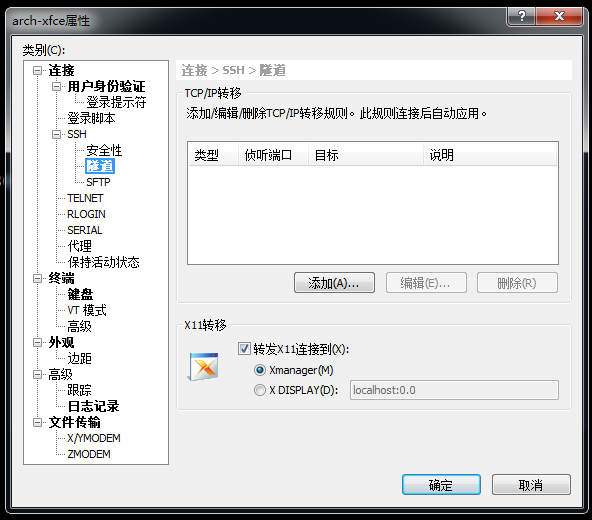 arch-xfce属性
类别(C):
连接
用户身份验证
登录提示符
登录脚本
SSH
安全性
隧道
SFTP
TELNET
RLOGIN
SERIAL
代理
保持活动状态
终端
键盘
VT 模式
高级
外观
边距
高级
跟踪
日志记录
文件传输
X/YMODEM
ZMODEM
连接 > SSH > 隧道
TCP/IP转移
添加/编辑/删除TCP/IP转移规则。此规则连接后自动应用。
类型 侦听端口 目标 说明
添加(A)... 编辑(E)... 删除(R)
X11转移
转发X11连接到(X):
Xmanager(M)
X DISPLAY(D): localhost:0.0
确定 取消